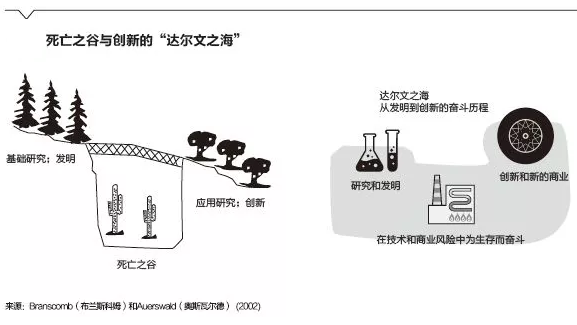 死亡之谷与创新的“达尔文之海”
基础研究：发明
应用研究：创新
死亡之谷
达尔文之海
从发明到创新的奋斗历程
研究和发明
创新和新的商业
在技术和商业风险中为生存而奋斗
来源：Branscomb（布兰斯科姆）和Auerswald（奥斯瓦尔德） (2002)